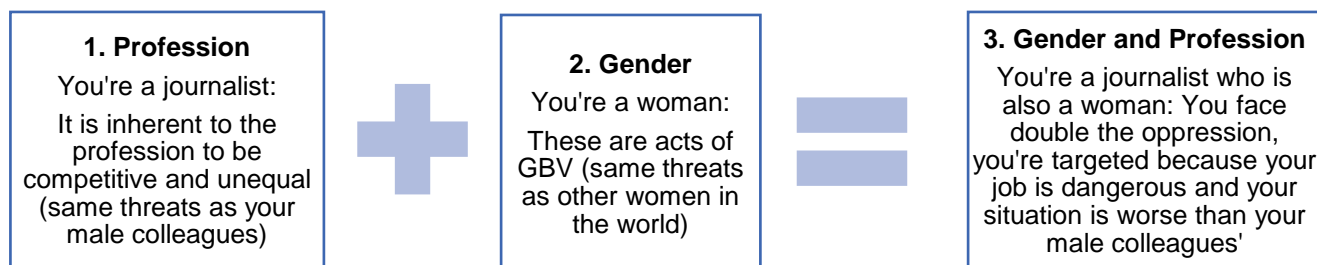 1. Profession
You're a journalist:
It is inherent to the
profession to be
competitive and unequal
(same threats as your
male colleagues)
2. Gender
You're a woman:
These are acts of
GBV (same threats
as other women in
the world)
3. Gender and Profession
You're a journalist who is
also a woman: You face
double the oppression,
you're targeted because your
job is dangerous and your
situation is worse than your
male colleagues'